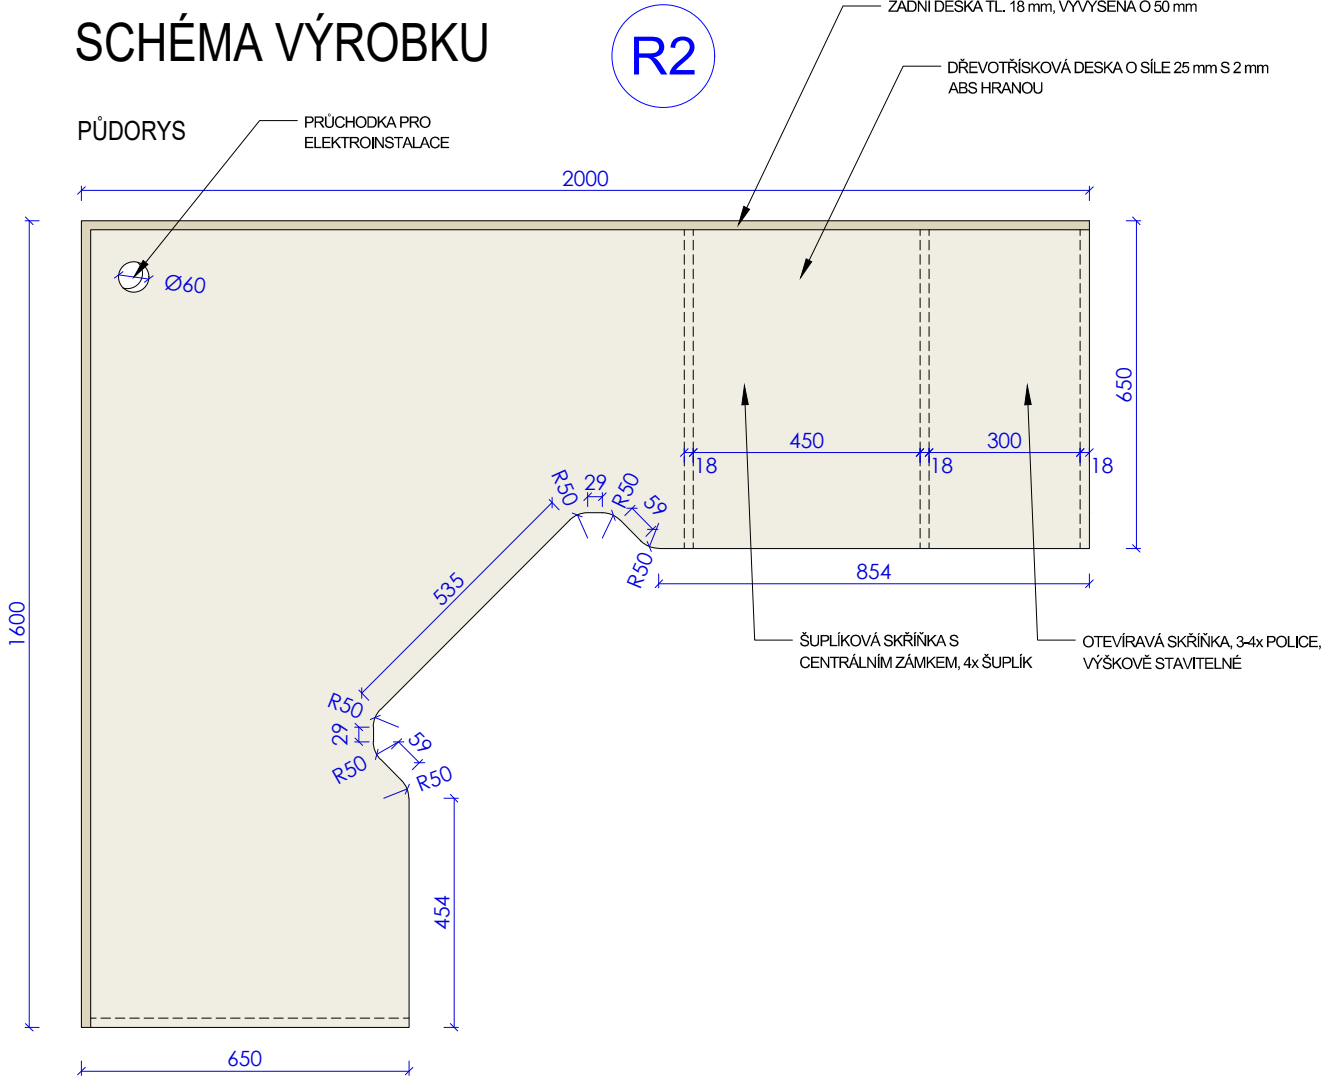 ZADNÍ DESKA TL. 18 mm, VYVÝŠENÁ O 50 mm
SCHÉMA VÝROBKU
R2
DŘEVOTŘÍSKOVÁ DESKA O SÍLE 25 mm S 2 mm
ABS HRANOU
PŮDORYS
PRŮCHODKA PRO
ELEKTROINSTALACE
2000
Ø60
650
450
300
18
18
18
R50
29
R50
59
R50
535
854
1600
ŠUPLÍKOVÁ SKŘÍŇKA S
CENTRÁLNÍM ZÁMKEM, 4x ŠUPLÍK
OTEVÍRAVÁ SKŘÍŇKA, 3-4x POLICE,
VÝŠKOVĚ STAVITELNÉ
R50
29
59
R50
R50
454
650